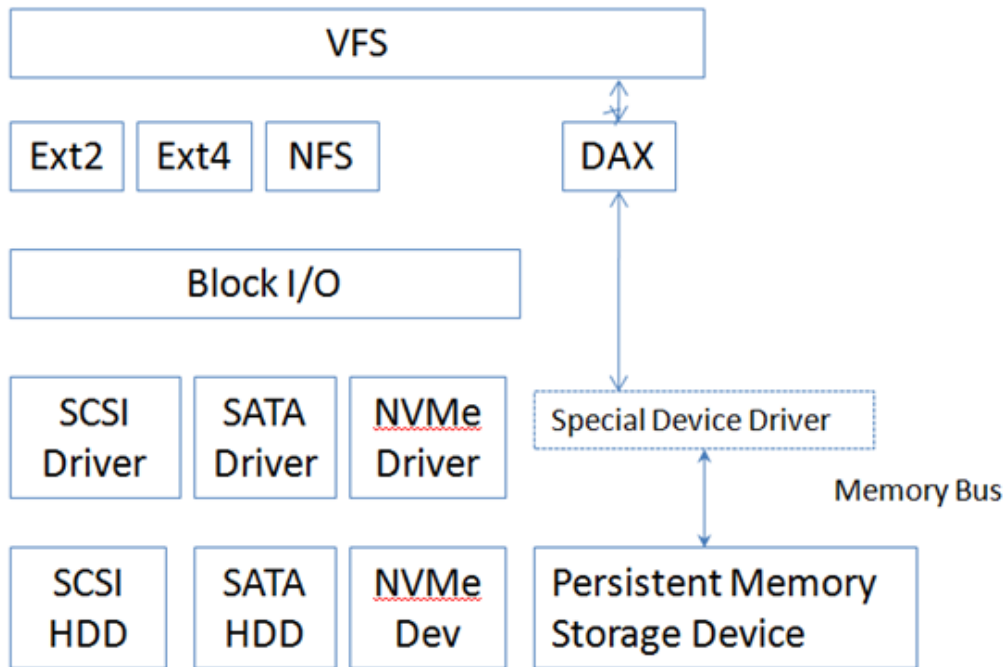 VFS
Ext2
Ext4
NFS
DAX
Block I/O
SCSI
Driver
SATA
Driver
NVMe
Driver
Special Device Driver
Memory Bus
SCSI
HDD
SATA
HDD
NVMe
Dev
Persistent Memory
Storage Device